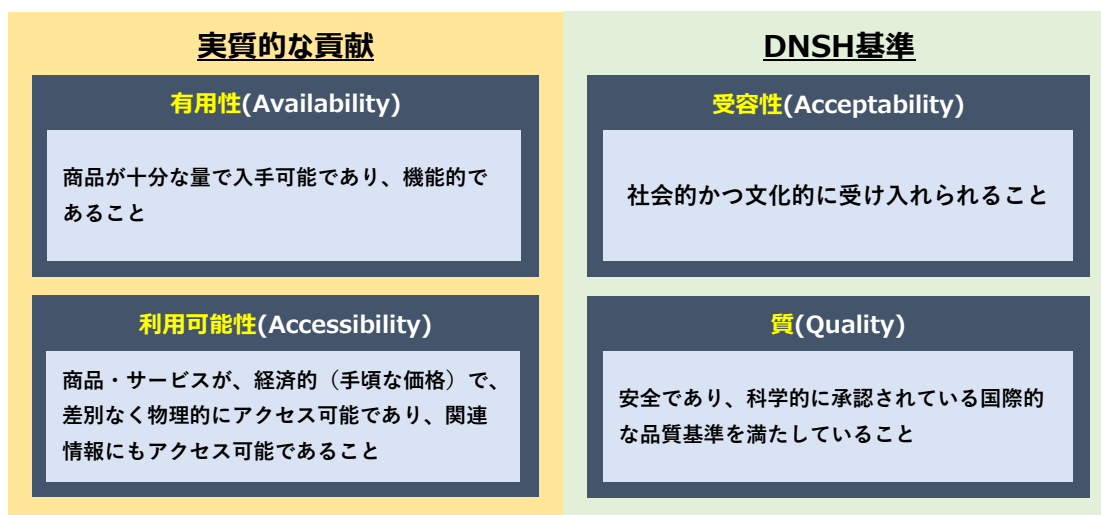 実質的な貢献
有用性(Availability)
商品が十分な量で入手可能であり、機能的で
あること
利用可能性(Accessibility)
商品・サービスが、経済的（手頃な価格）で、
差別なく物理的にアクセス可能であり、関連
情報にもアクセス可能であること
DNSH基準
受容性(Acceptability)
社会的かつ文化的に受け入れられること
質(Quality)
安全であり、科学的に承認されている国際的
な品質基準を満たしていること